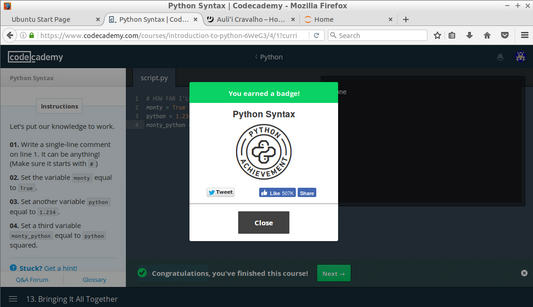 Python Syntax | Codecademy - Mozilla Firefox
Ubuntu Start Page
Python Syntax | Cod…
Auli'i Cravalho – Ho…
Home
https://www.codecademy.com/courses/introduction-to-python-6WeG3/4/1?curri
Search
codecademy
Python
Python Syntax
script.py
Instructions
Let's put our knowledge to work.
01. Write a single-line comment
on line 1. It can be anything!
(Make sure it starts with # )
02. Set the variable monty equal
to True.
03. Set another variable python
equal to 1.234.
04. Set a third variable
monty_python equal to python
squared.
Stuck? Get a hint!
Q&A Forum
Glossary
1 # HOW FAR I'L
2 monty = True
3 python = 1.23
4 monty_python
You earned a badge!
Python Syntax
PYTHON
ACHIEVEMENT
Tweet
Like 507K
Share
Close
Congratulations, you've finished this course!
Next →
13. Bringing It All Together